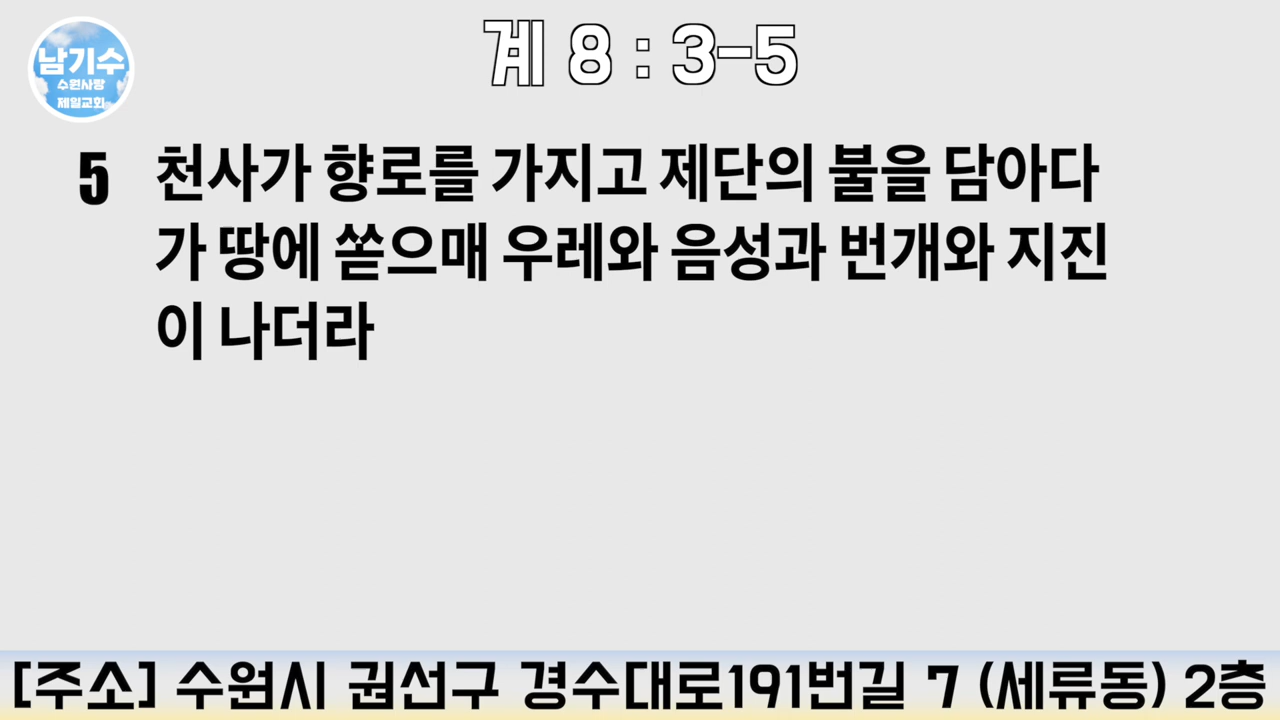 남기수
수원사랑
제일교회
계 8 : 3-5
5 천사가 향로를 가지고 제단의 불을 담아다
가 땅에 쏟으매 우레와 음성과 번개와 지진
이 나더라
[주소] 수원시 권선구 경수대로191번길 7 (세류동) 2층